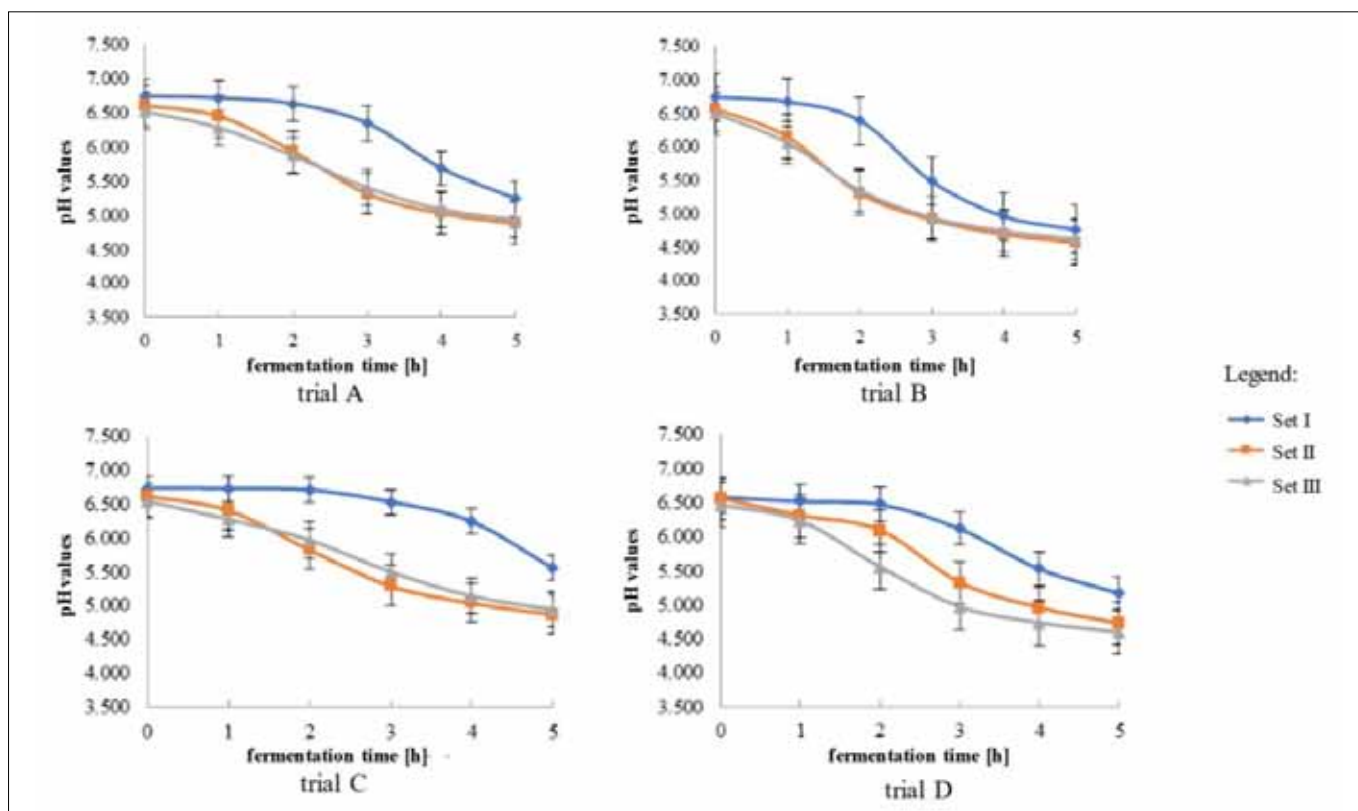 7.500
7.000
6.500
6.000
5.500
5.000
4.500
4.000
3.500
pH values
0 1 2 3 4 5
fermentation time [h]
trial A
7.500
7.000
6.500
6.000
5.500
5.000
4.500
4.000
3.500
pH values
0 1 2 3 4 5
fermentation time [h]
trial B
7.500
7.000
6.500
6.000
5.500
5.000
4.500
4.000
3.500
pH values
0 1 2 3 4 5
fermentation time [h]
trial C
7.500
7.000
6.500
6.000
5.500
5.000
4.500
4.000
3.500
pH values
0 1 2 3 4 5
fermentation time [h]
trial D
Legend:
Set I
Set II
Set III